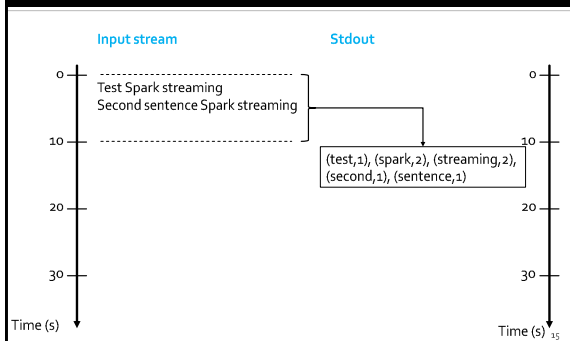 Input stream
Stdout
0
0
Test Spark streaming
Second sentence Spark streaming
10
10
(test,1), (spark,2), (streaming,2),
(second,1), (sentence,1)
20
20
30
30
Time (s)
Time (s)
15